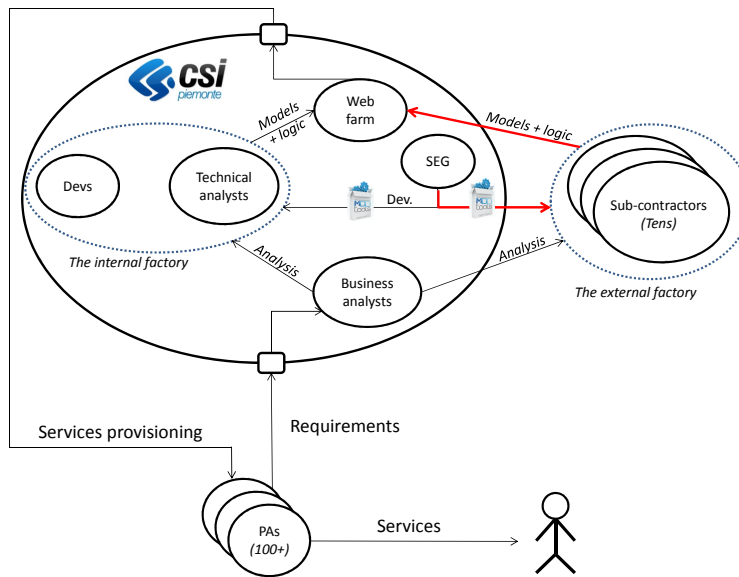 csi
piemonte
Web
farm
Models
+ logic
Models + logic
SEG
Devs
Technical
analysts
Sub-contractors
(Tens)
Dev.
The internal factory
Analysis
Analysis
Business
analysts
The external factory
Services provisioning
Requirements
PAs
(100+)
Services